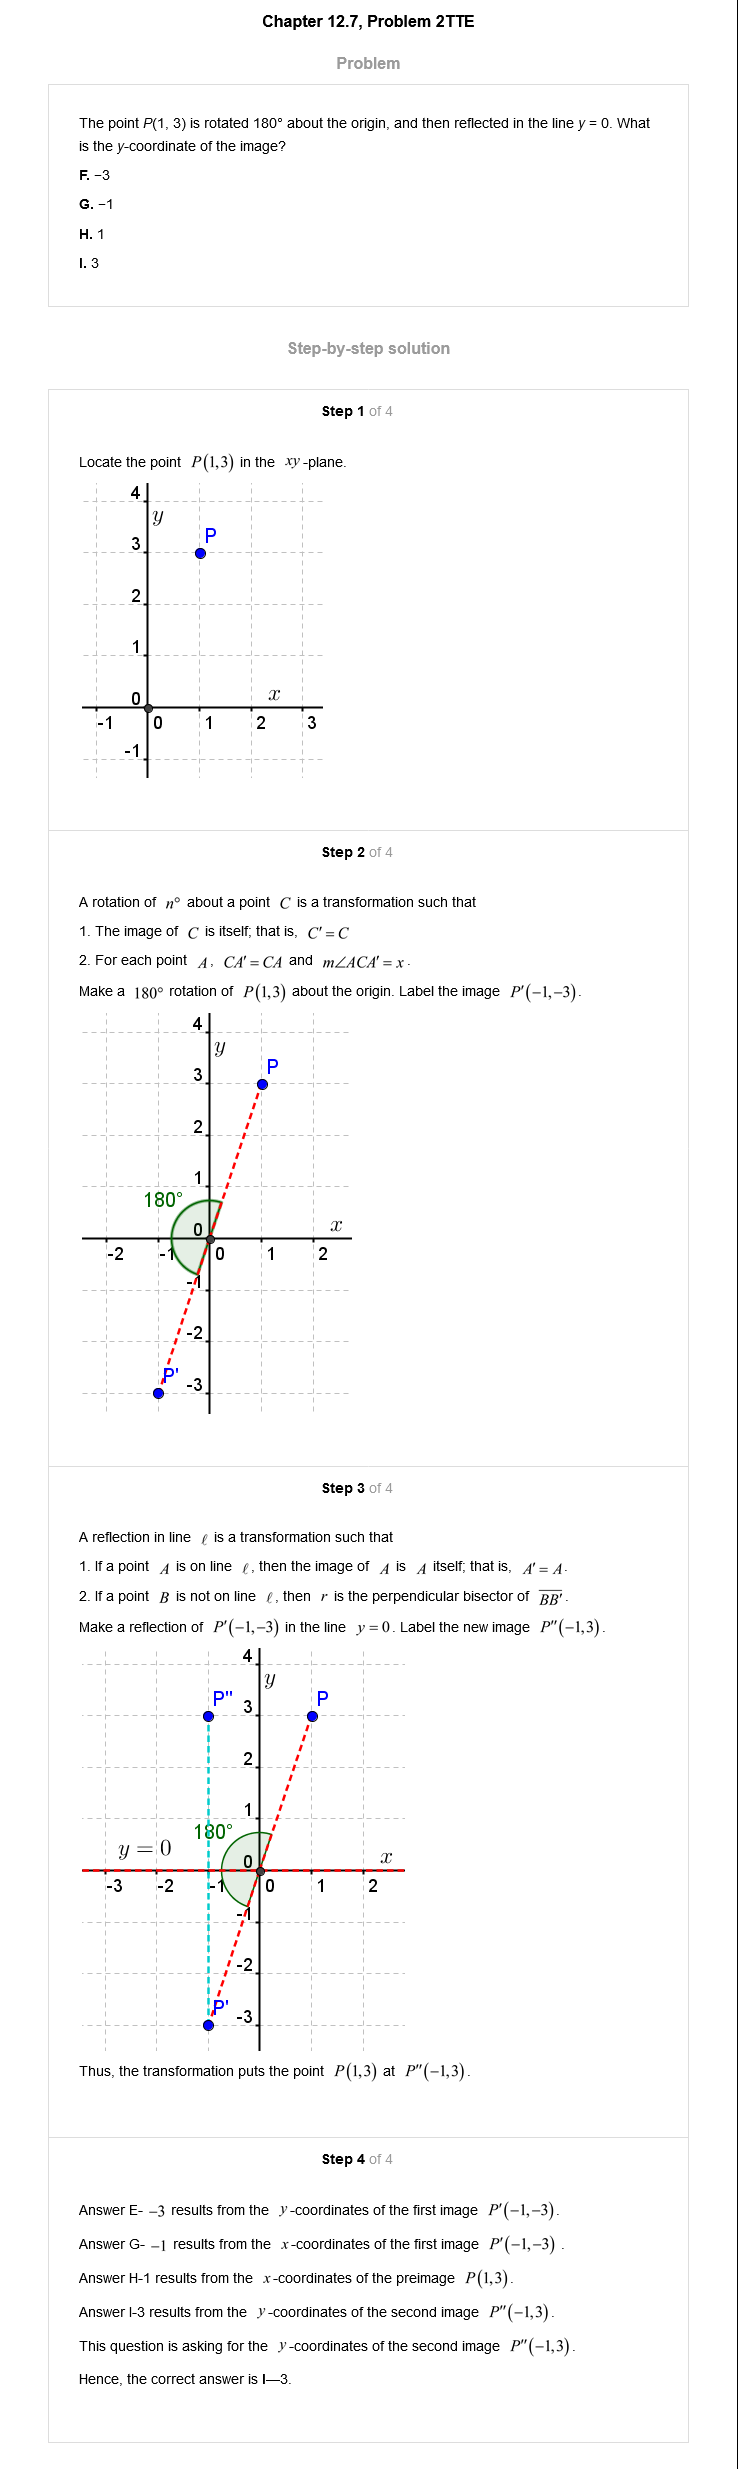 Chapter 12.7, Problem 2TTE
Problem
The point P(1, 3) is rotated 180° about the origin, and then reflected in the line y = 0. What
is the y-coordinate of the image?
F. −3
G. −1
H. 1
I. 3
Step-by-step solution
Step 1 of 4
Locate the point P(1,3) in the xy-plane.
4
y
P
3
2
1
0
x
-1 0 1 2 3
-1
Step 2 of 4
A rotation of n° about a point C is a transformation such that
1. The image of C is itself; that is, C′ = C
2. For each point A, CA′ = CA and m∠ACA′ = x.
Make a 180° rotation of P(1,3) about the origin. Label the image P′(−1,−3).
4
y
P
3
2
1
180°
0
x
-2 -1 0 1 2
-1
-2
P'
-3
Step 3 of 4
A reflection in line ℓ is a transformation such that
1. If a point A is on line ℓ, then the image of A is A itself; that is, A′ = A.
2. If a point B is not on line ℓ, then r is the perpendicular bisector of BB′.
Make a reflection of P′(−1,−3) in the line y = 0. Label the new image P″(−1,3).
4
y
P" P
3
2
1
180°
y = 0
0
x
-3 -2 -1 0 1 2
-1
-2
P'
-3
Thus, the transformation puts the point P(1,3) at P″(−1,3).
Step 4 of 4
Answer E- −3 results from the y-coordinates of the first image P′(−1,−3).
Answer G- −1 results from the x-coordinates of the first image P′(−1,−3) .
Answer H-1 results from the x-coordinates of the preimage P(1,3).
Answer I-3 results from the y-coordinates of the second image P″(−1,3).
This question is asking for the y-coordinates of the second image P″(−1,3).
Hence, the correct answer is I—3.